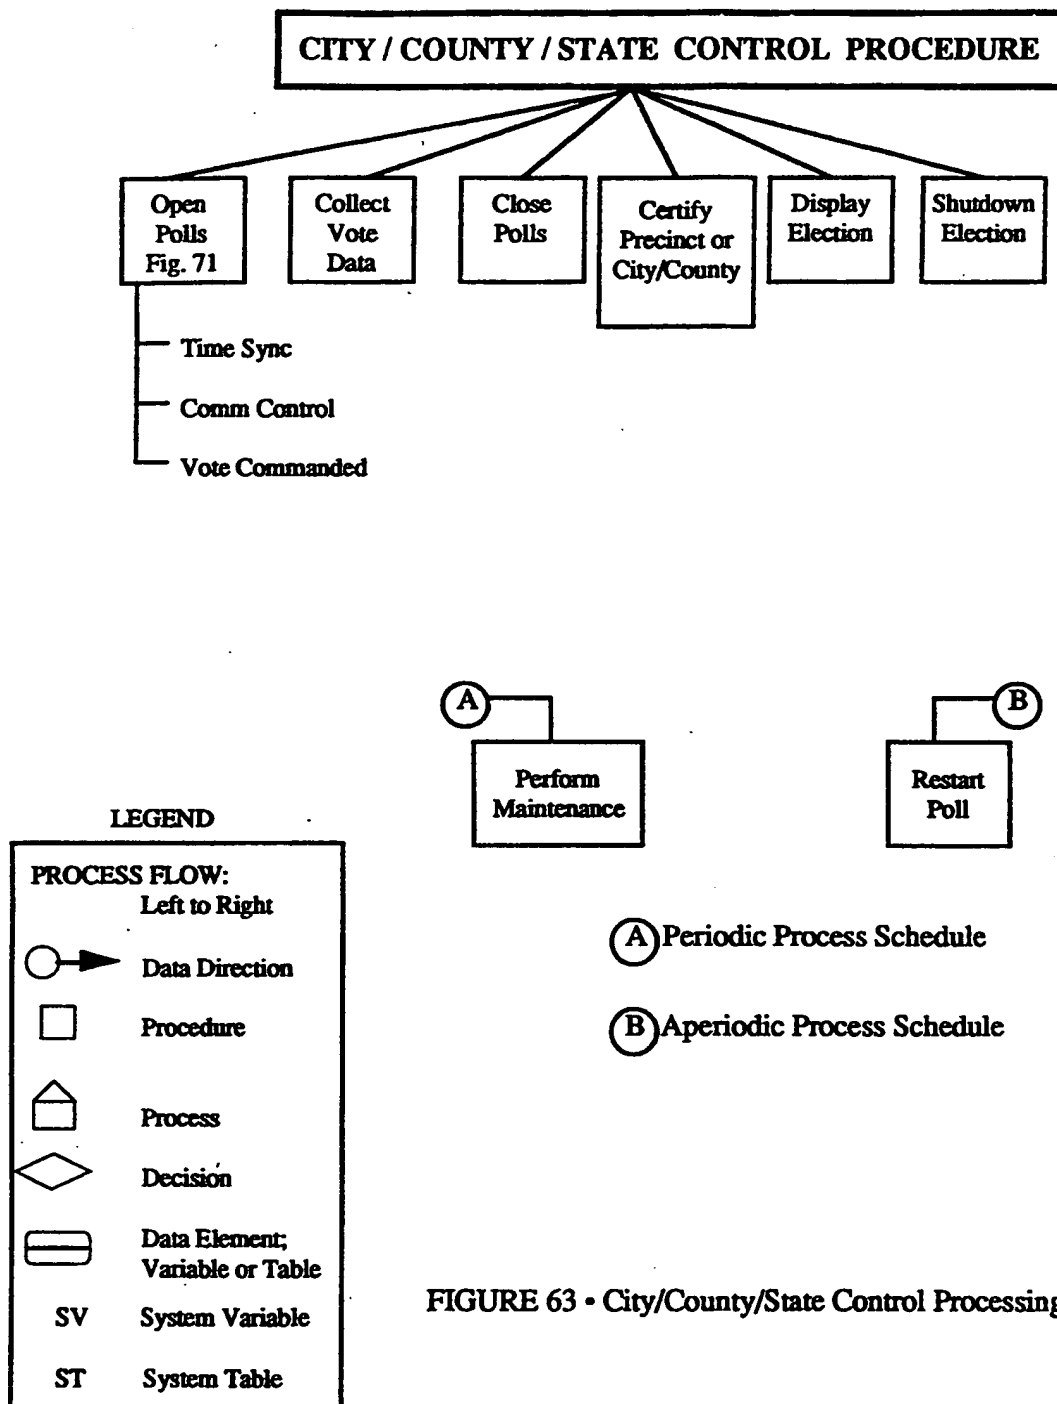 CITY / COUNTY / STATE CONTROL PROCEDURE
Open
Polls
Fig. 71
Collect
Vote
Data
Close
Polls
Certify
Precinct or
City/County
Display
Election
Shutdown
Election
Time Sync
Comm Control
Vote Commanded
A
B
Perform
Maintenance
Restart
Poll
LEGEND
PROCESS FLOW:
Left to Right
Data Direction
Procedure
Process
Decision
Data Element;
Variable or Table
SV System Variable
ST System Table
A Periodic Process Schedule
B Aperiodic Process Schedule
FIGURE 63 • City/County/State Control Processing